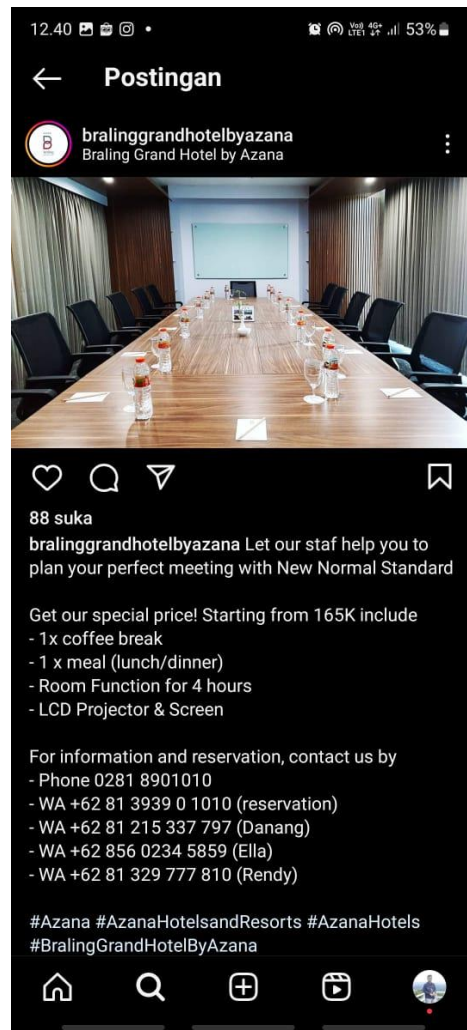 12.40
Vo)) 4G+
LTE1
53%
Postingan
B
bralinggrandhotelbyazana
Braling Grand Hotel by Azana
88 suka
bralinggrandhotelbyazana Let our staf help you to
plan your perfect meeting with New Normal Standard
Get our special price! Starting from 165K include
- 1x coffee break
- 1 x meal (lunch/dinner)
- Room Function for 4 hours
- LCD Projector & Screen
For information and reservation, contact us by
- Phone 0281 8901010
- WA +62 81 3939 0 1010 (reservation)
- WA +62 81 215 337 797 (Danang)
- WA +62 856 0234 5859 (Ella)
- WA +62 81 329 777 810 (Rendy)
#Azana #AzanaHotelsandResorts #AzanaHotels
#BralingGrandHotelByAzana